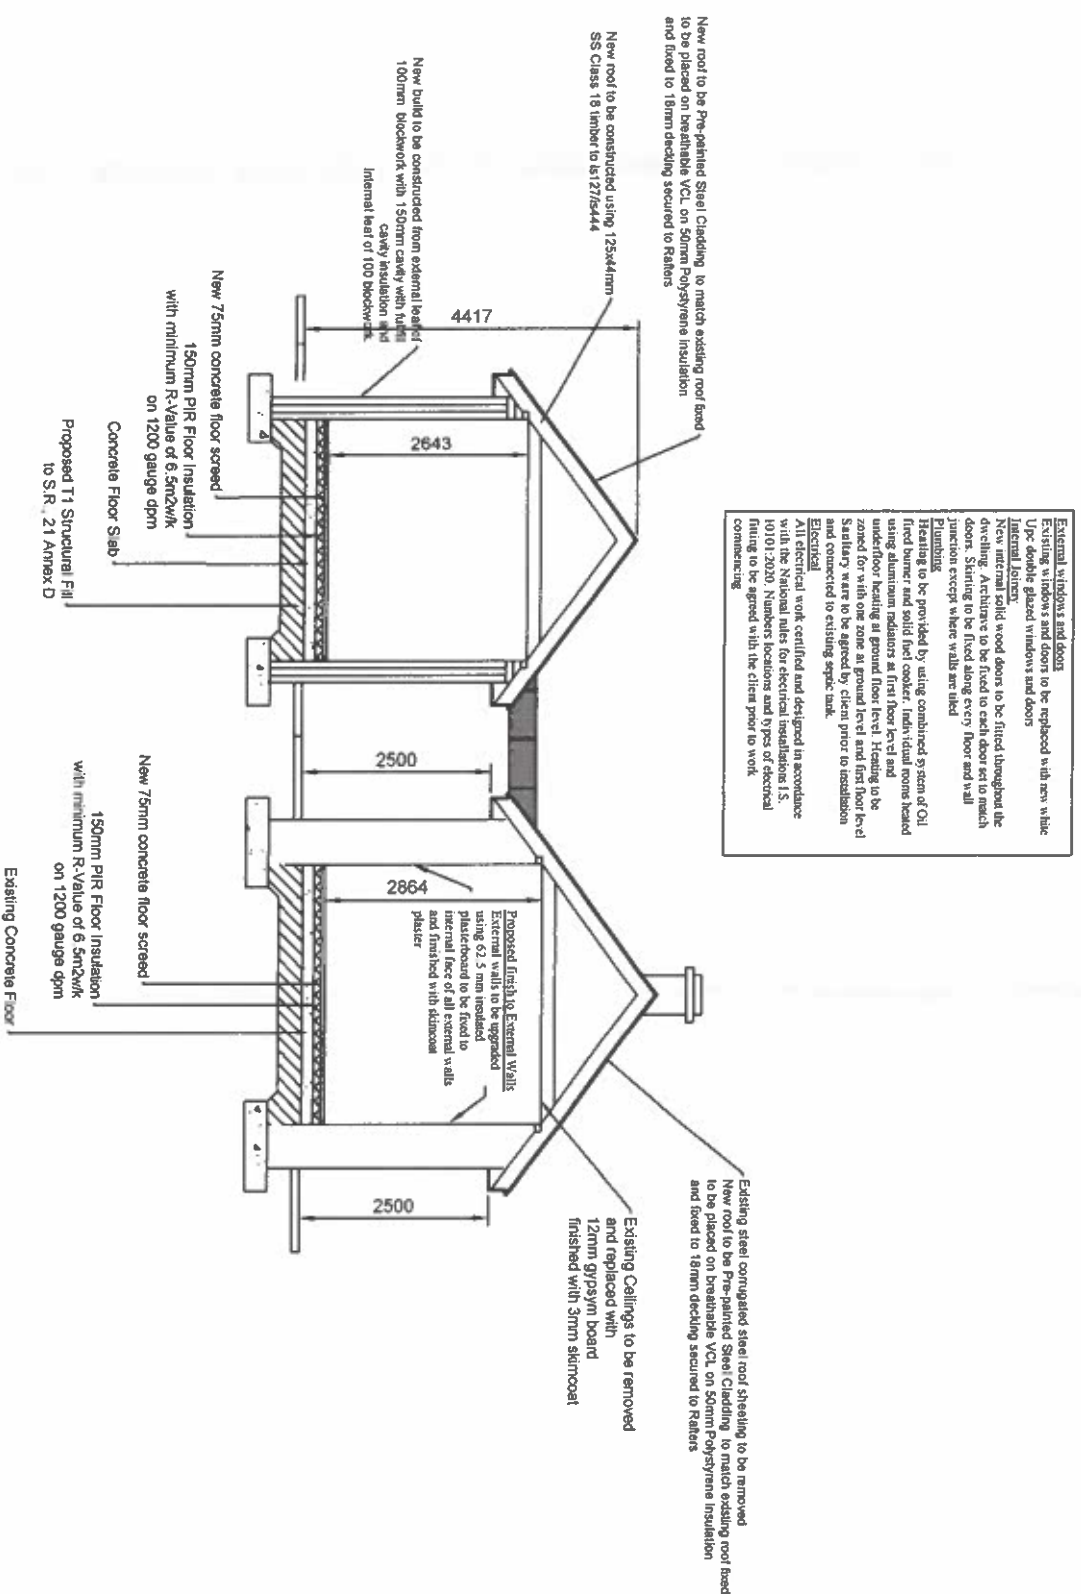 External windows and doors
Existing windows and doors to be replaced with new white
Upc double glazed windows and doors
Internal Joinery
New internal solid wood doors to be fitted throughout the
dwelling. Architrave to be fixed to each door set to match
doors. Skirting to be fixed along every floor and wall
junction except where walls are tiled
Plumbing
Heating to be provided by using combined system of Oil
fired burner and solid fuel cooker. Individual rooms heated
using aluminum radiators at first floor level and
underfloor heating at ground floor level. Heating to be
zoned for with one zone at ground level and first floor level
Sanitary ware to be agreed by client prior to installation
and connected to existing septic tank.
Electrical
All electrical work certified and designed in accordance
with the National rules for electrical installations I.S.
10101:2020. Numbers locations and types of electrical
fitting to be agreed with the client prior to work
commencing
New roof to be Pre-painted Steel Cladding to match existing roof fixed
to be placed on breathable VCL on 50mm Polystyrene insulation
and fixed to 18mm decking secured to Rafters
New roof to be constructed using 125x44mm
SS Class 16 timber to is127/is444
New build to be constructed from external leaf of
100mm blockwork with 150mm cavity with full fill
cavity insulation and
internal leaf of 100 blockwork
4417
2643
2500
2864
2500
Existing steel corrugated steel roof sheeting to be removed
New roof to be Pre-painted Steel Cladding to match existing roof fixed
to be placed on breathable VCL on 50mm Polystyrene insulation
and fixed to 18mm decking secured to Rafters
Existing Ceilings to be removed
and replaced with
12mm gypsym board
finished with 3mm skimcoat
Proposed finish to External Walls
External walls to be upgraded
using 62.5 mm insulated
plasterboard to be fixed to
internal face of all external walls
and finished with skimcoat
plaster
New 75mm concrete floor screed
150mm PIR Floor Insulation
with minimum R-Value of 6.5m2w/k
on 1200 gauge dpm
Concrete Floor Slab
Proposed T1 Structural Fill
to S.R. 21 Annex D
New 75mm concrete floor screed
150mm PIR Floor Insulation
with minimum R-Value of 6.5m2w/k
on 1200 gauge dpm
Existing Concrete Floor